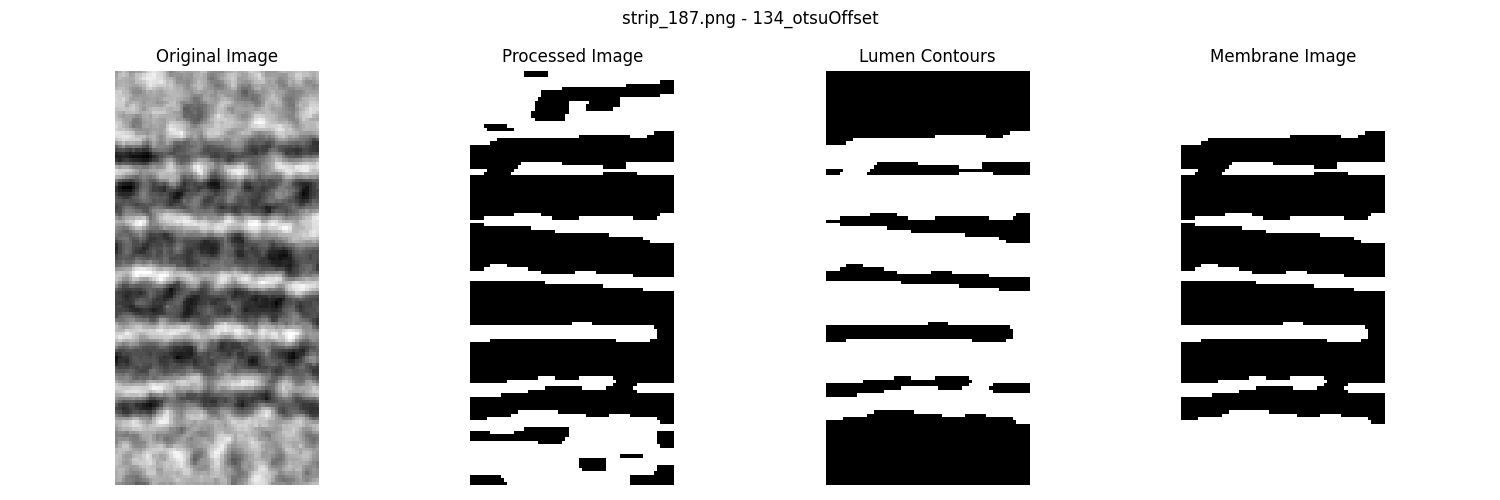 strip_187.png - 134_otsuOffset
Original Image
Processed Image
Lumen Contours
Membrane Image